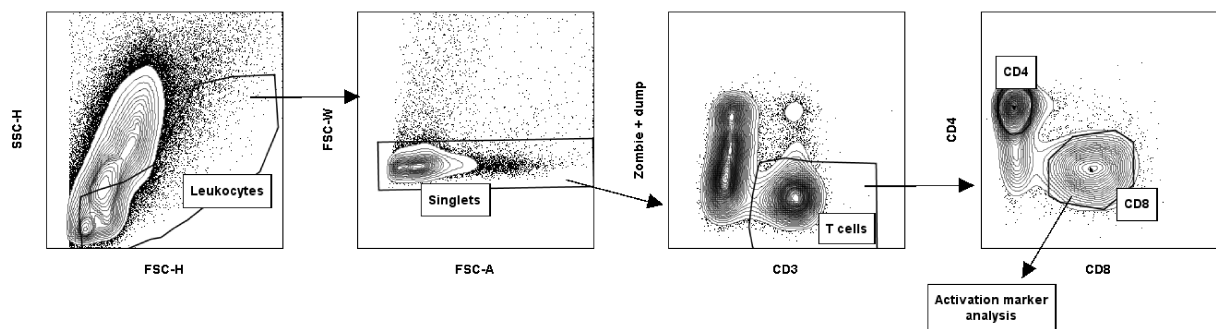 SSC-H
Leukocytes
FSC-H
FSC-W
Singlets
FSC-A
Zombie + dump
T cells
CD3
CD4
CD4
CD8
CD8
Activation marker
analysis